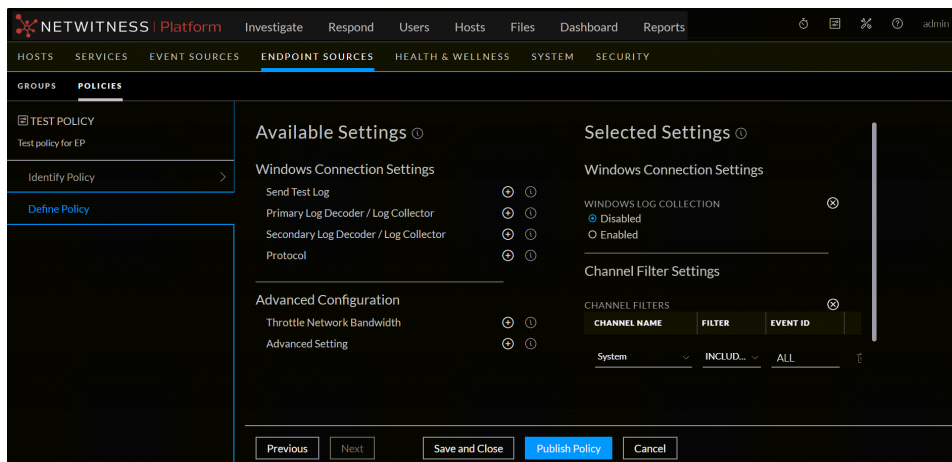 NETWITNESS Platform Investigate Respond Users Hosts Files Dashboard Reports admin
HOSTS SERVICES EVENT SOURCES ENDPOINT SOURCES HEALTH & WELLNESS SYSTEM SECURITY
GROUPS POLICIES
TEST POLICY
Test policy for EP
Identify Policy
Define Policy
Available Settings
Windows Connection Settings
Send Test Log
Primary Log Decoder / Log Collector
Secondary Log Decoder / Log Collector
Protocol
Advanced Configuration
Throttle Network Bandwidth
Advanced Setting
Selected Settings
Windows Connection Settings
WINDOWS LOG COLLECTION
Disabled
Enabled
Channel Filter Settings
CHANNEL FILTERS
CHANNEL NAME FILTER EVENT ID
System INCLUD... ALL
Previous Next Save and Close Publish Policy Cancel